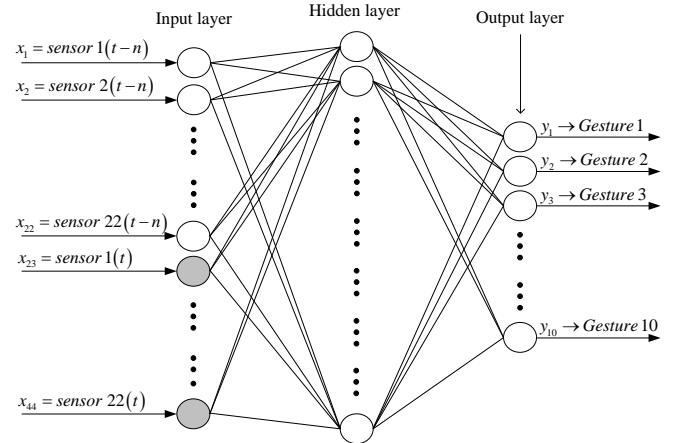 Input layer
Hidden layer
Output layer
x₁ = sensor 1(t−n)
x₂ = sensor 2(t−n)
x₂₂ = sensor 22(t−n)
x₂₃ = sensor 1(t)
x₄₄ = sensor 22(t)
y₁ → Gesture 1
y₂ → Gesture 2
y₃ → Gesture 3
y₁₀ → Gesture 10